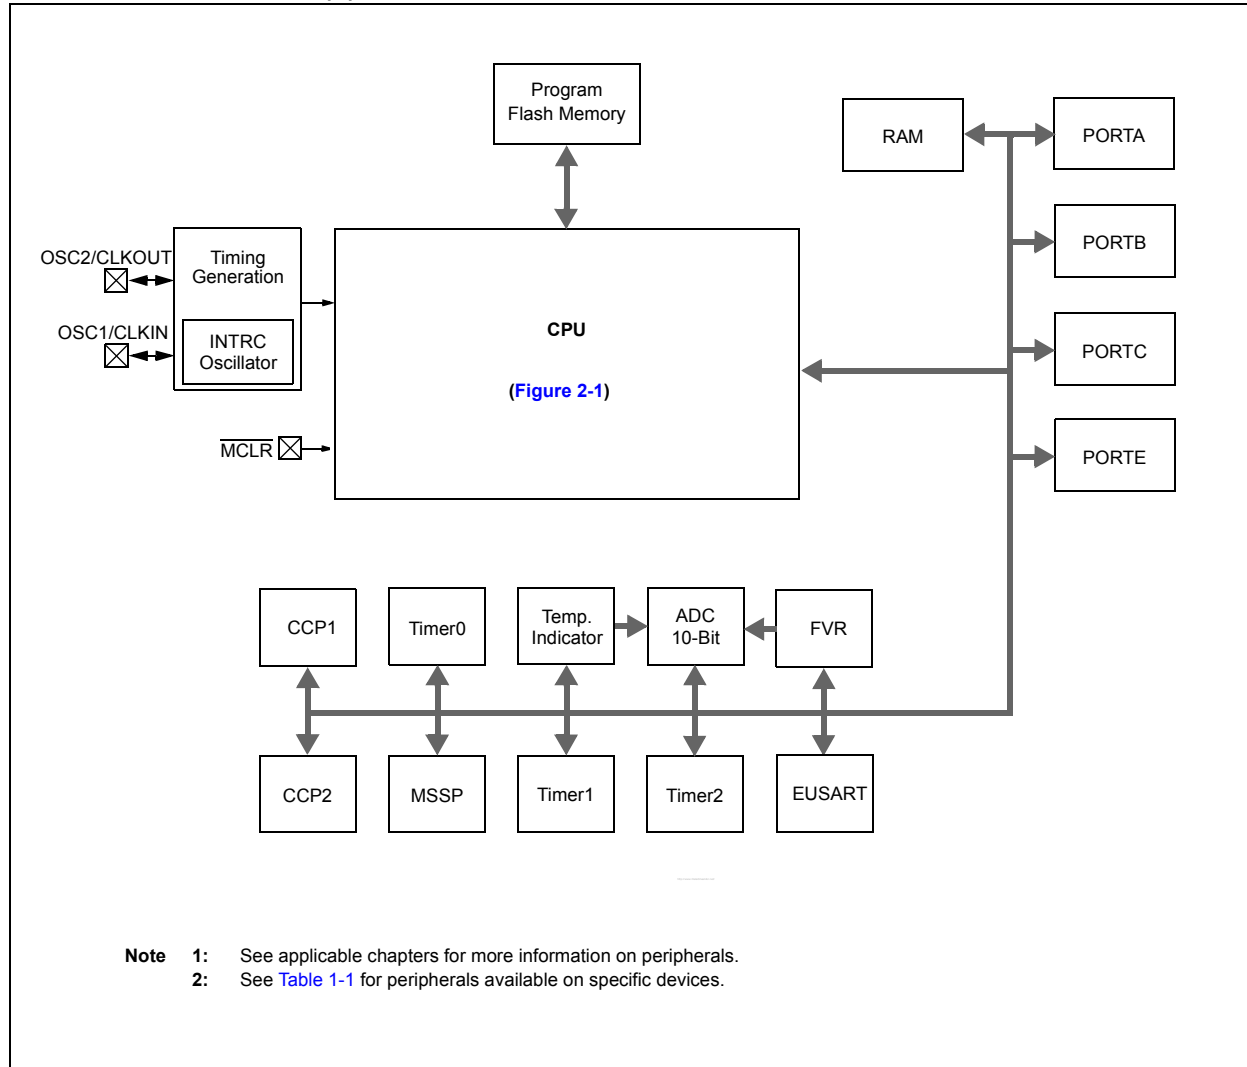 Program
Flash Memory
RAM
PORTA
PORTB
PORTC
PORTE
OSC2/CLKOUT
OSC1/CLKIN
Timing
Generation
INTRC
Oscillator
MCLR
CPU
(Figure 2-1)
CCP1
Timer0
Temp.
Indicator
ADC
10-Bit
FVR
CCP2
MSSP
Timer1
Timer2
EUSART
Note 1: See applicable chapters for more information on peripherals.
2: See Table 1-1 for peripherals available on specific devices.